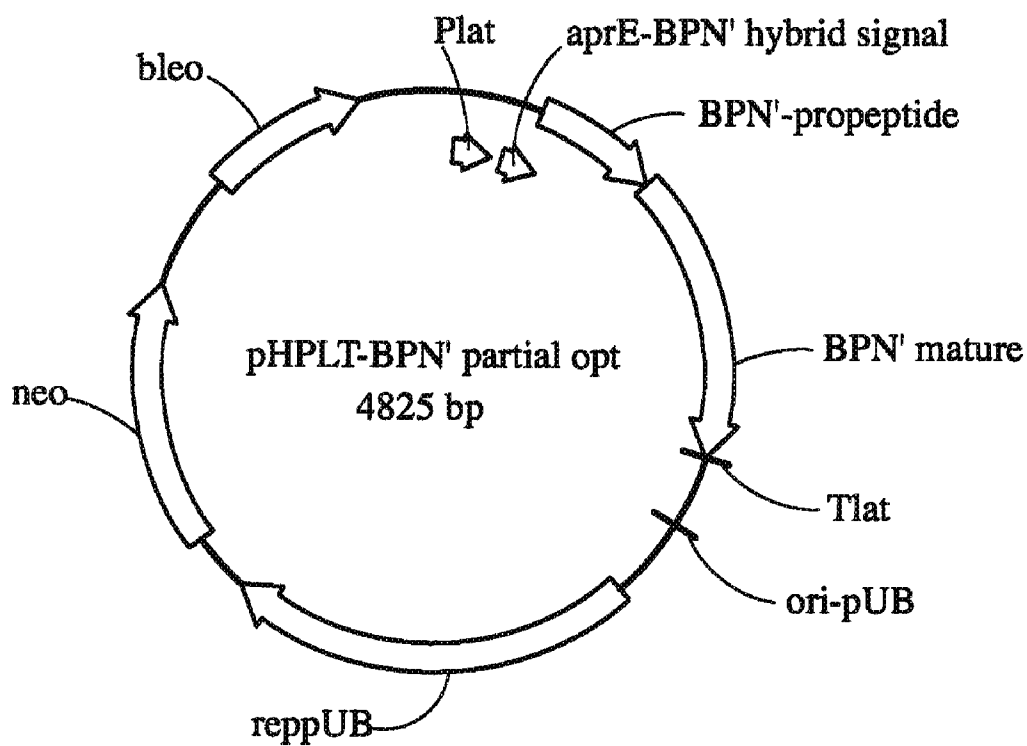 Plat
aprE-BPN' hybrid signal
bleo
BPN'-propeptide
pHPLT-BPN' partial opt
4825 bp
BPN' mature
neo
Tlat
ori-pUB
reppUB